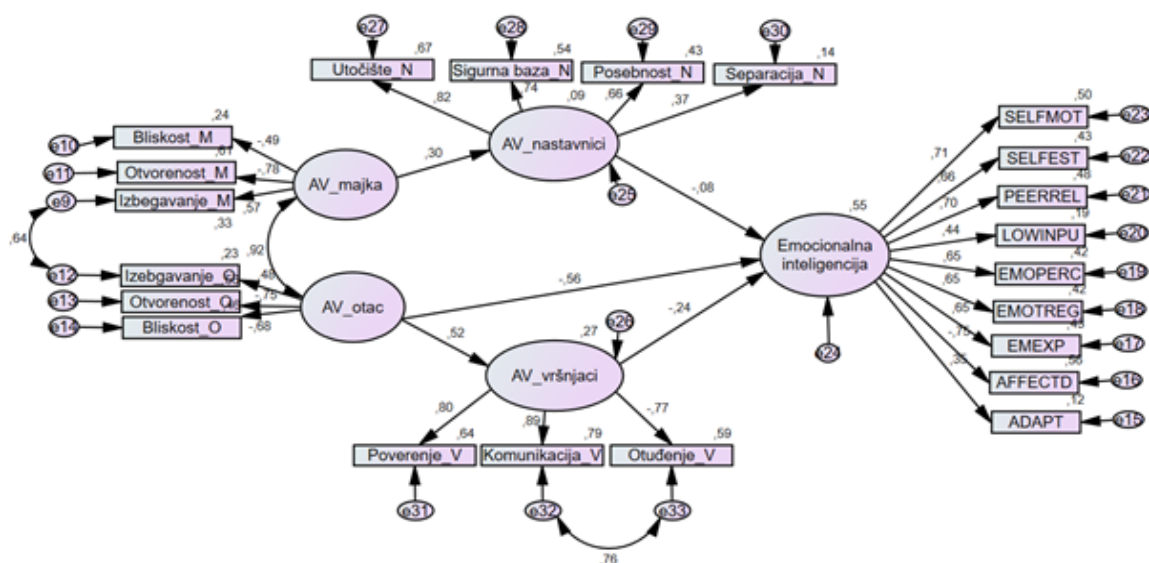 e27
e28
e29
e30
,67
,54
,43
,14
Utočište_N
Sigurna baza_N
Posebnost_N
Separacija_N
,82
,74
,09
,66
,37
AV_nastavnici
e25
,24
e10
Bliskost_M
-,49
,61
e11
Otvorenost_M
-,78
e9
Izbegavanje_M
,57
,33
AV_majka
,30
,64
,92
,23
e12
Izebgavanje_O
,48
e13
Otvorenost_O
-,75
e14
Bliskost_O
-,68
AV_otac
-,08
-,56
-,24
,52
,27
e26
AV_vršnjaci
,80
,89
-,77
,64
,79
,59
Poverenje_V
Komunikacija_V
Otuđenje_V
e31
e32
e33
,76
,55
Emocionalna
inteligencija
e24
,50
,71
SELFMOT
e23
,43
,66
SELFEST
e22
,48
,70
PEERREL
e21
,19
,44
LOWINPU
e20
,42
,65
EMOPERC
e19
,42
,65
EMOTREG
e18
,43
-,75
EMEXP
e17
,56
,35
AFFECTD
e16
,12
ADAPT
e15